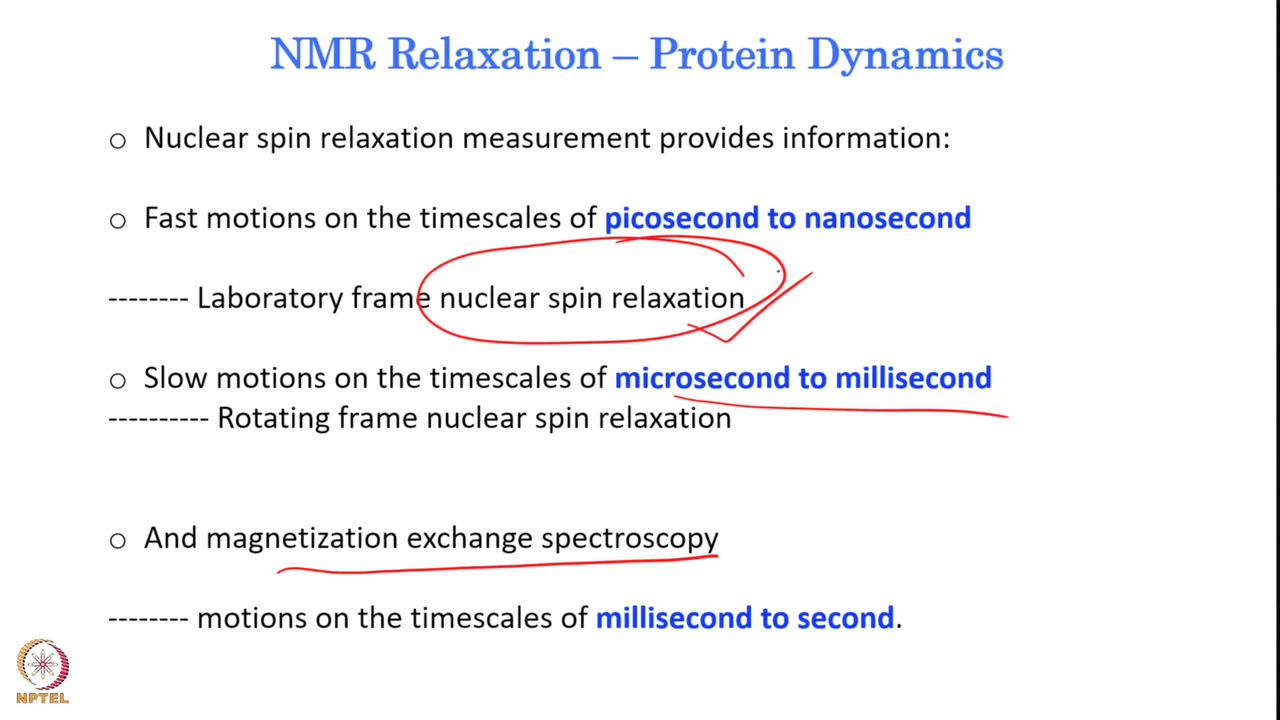 NMR Relaxation – Protein Dynamics
o Nuclear spin relaxation measurement provides information:
o Fast motions on the timescales of picosecond to nanosecond
-------- Laboratory frame nuclear spin relaxation
o Slow motions on the timescales of microsecond to millisecond
---------- Rotating frame nuclear spin relaxation
o And magnetization exchange spectroscopy
-------- motions on the timescales of millisecond to second.
NPTEL